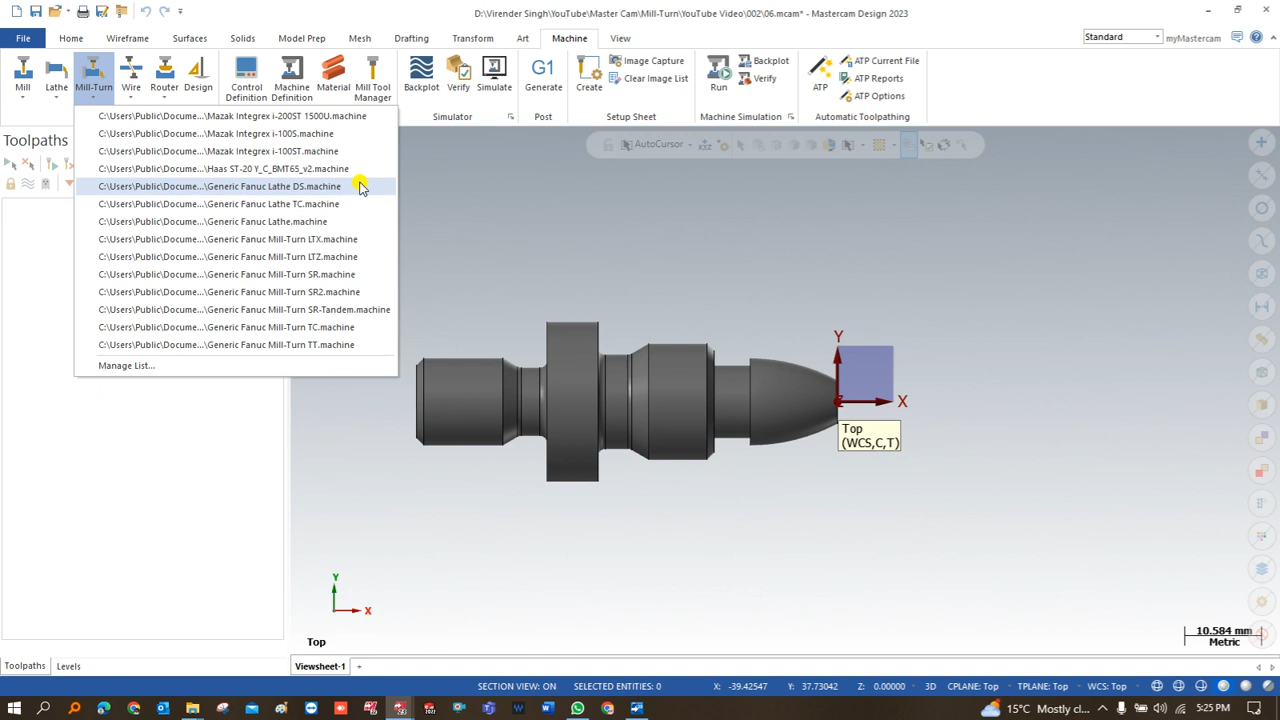 D:\Virender Singh\YouTube\Master Cam\Mill-Turn\YouTube Video\002\06.mcam* - Mastercam Design 2023
File Home Wireframe Surfaces Solids Model Prep Mesh Drafting Transform Art Machine View Standard myMastercam
Mill Lathe Mill-Turn Wire Router Design Control Definition Machine Definition Material Mill Tool Manager Backplot Verify Simulate G1 Generate Create Image Capture Clear Image List Run Backplot Verify ATP ATP Current File ATP Reports ATP Options
Simulator Post Setup Sheet Machine Simulation Automatic Toolpathing
Toolpaths
AutoCursor
C:\Users\Public\Docume...\Mazak Integrex i-200ST 1500U.machine
C:\Users\Public\Docume...\Mazak Integrex i-100S.machine
C:\Users\Public\Docume...\Mazak Integrex i-100ST.machine
C:\Users\Public\Docume...\Haas ST-20 Y_C_BMT65_v2.machine
C:\Users\Public\Docume...\Generic Fanuc Lathe DS.machine
C:\Users\Public\Docume...\Generic Fanuc Lathe TC.machine
C:\Users\Public\Docume...\Generic Fanuc Lathe.machine
C:\Users\Public\Docume...\Generic Fanuc Mill-Turn LTX.machine
C:\Users\Public\Docume...\Generic Fanuc Mill-Turn LTZ.machine
C:\Users\Public\Docume...\Generic Fanuc Mill-Turn SR.machine
C:\Users\Public\Docume...\Generic Fanuc Mill-Turn SR2.machine
C:\Users\Public\Docume...\Generic Fanuc Mill-Turn SR-Tandem.machine
C:\Users\Public\Docume...\Generic Fanuc Mill-Turn TC.machine
C:\Users\Public\Docume...\Generic Fanuc Mill-Turn TT.machine
Manage List...
Y
X
Z
Top
(WCS,C,T)
Y
X
Top
10.584 mm
Metric
Toolpaths Levels Viewsheet-1 +
SECTION VIEW: ON SELECTED ENTITIES: 0 X: -39.42547 Y: 37.73042 Z: 0.00000 3D CPLANE: Top TPLANE: Top WCS: Top
15°C Mostly cl... 5:25 PM